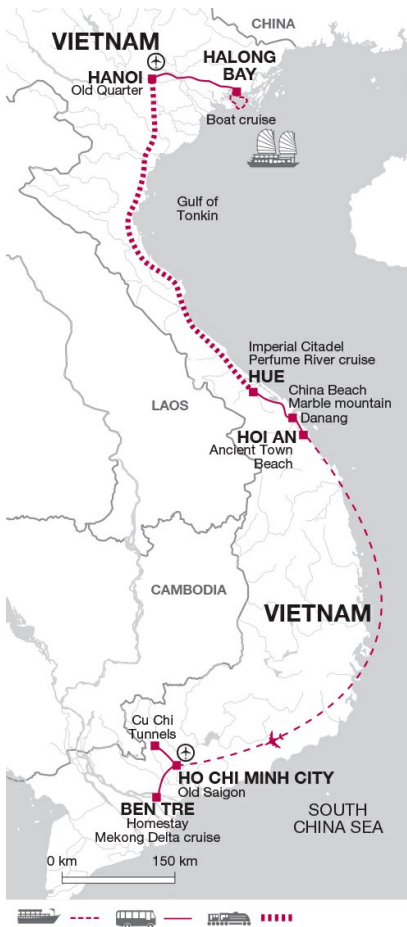 CHINA
VIETNAM
HANOI
Old Quarter
HALONG
BAY
Boat cruise
Gulf of
Tonkin
Imperial Citadel
Perfume River cruise
HUE
China Beach
Marble mountain
Danang
LAOS
HOI AN
Ancient Town
Beach
CAMBODIA
VIETNAM
Cu Chi
Tunnels
HO CHI MINH CITY
Old Saigon
BEN TRE
Homestay
Mekong Delta cruise
SOUTH
CHINA SEA
0 km 150 km